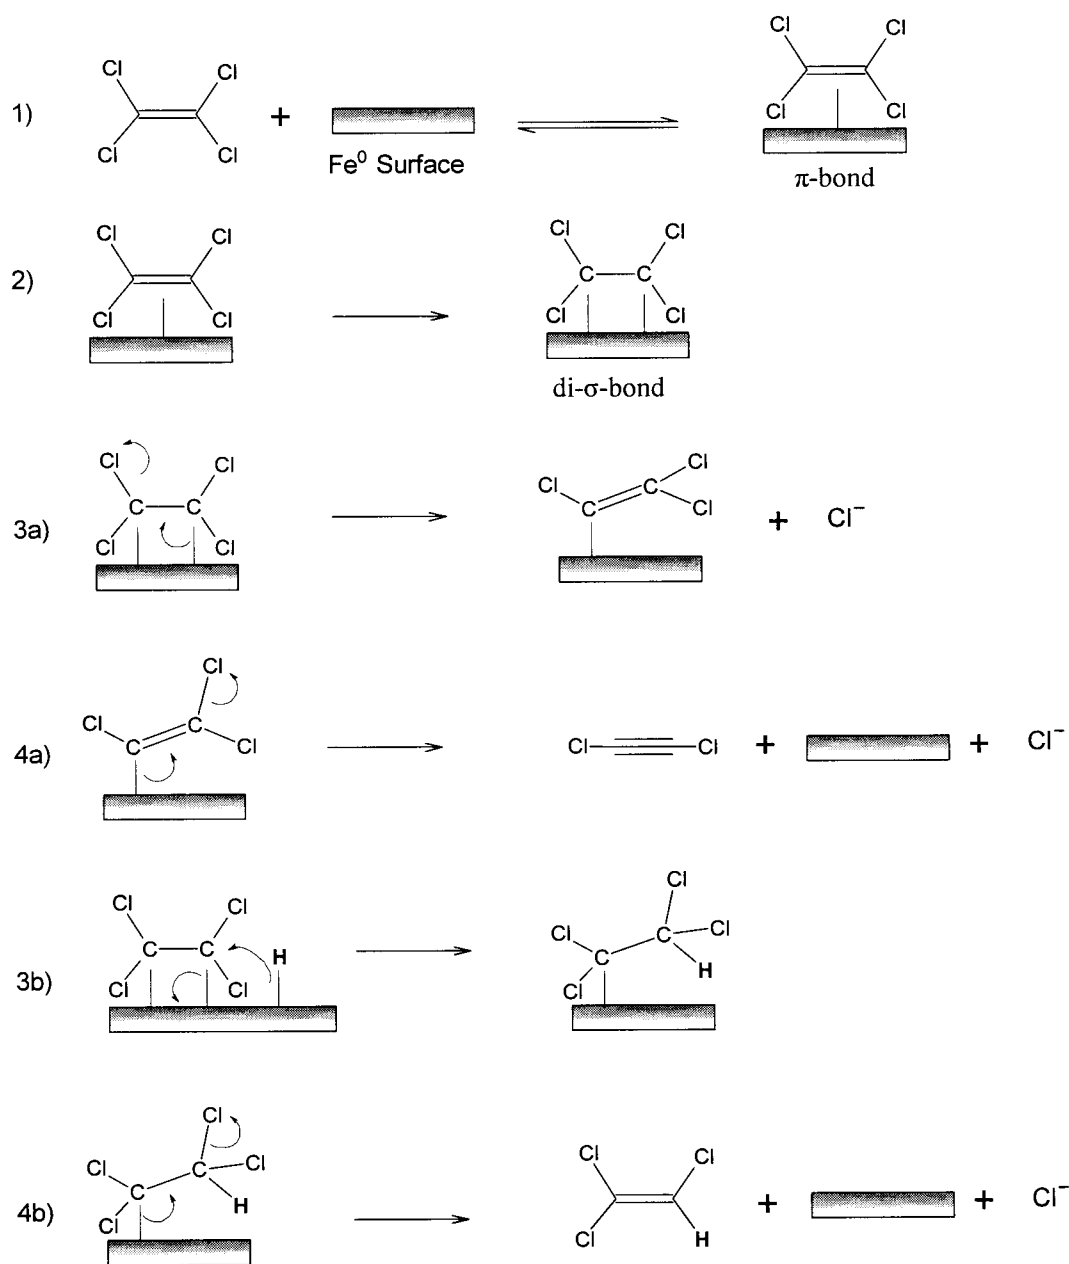 Cl Cl Cl Cl
1) Cl Cl + Cl Cl
Fe⁰ Surface
π-bond
Cl Cl Cl Cl
2) C C
Cl Cl Cl Cl
di-σ-bond
Cl Cl Cl Cl
C C Cl C C Cl + Cl⁻
3a) Cl Cl
Cl
Cl C C Cl
4a) Cl Cl + + Cl⁻
Cl Cl Cl
C C H Cl C C Cl
3b) Cl Cl Cl H
Cl
Cl C C Cl Cl Cl
4b) Cl H Cl H + + Cl⁻